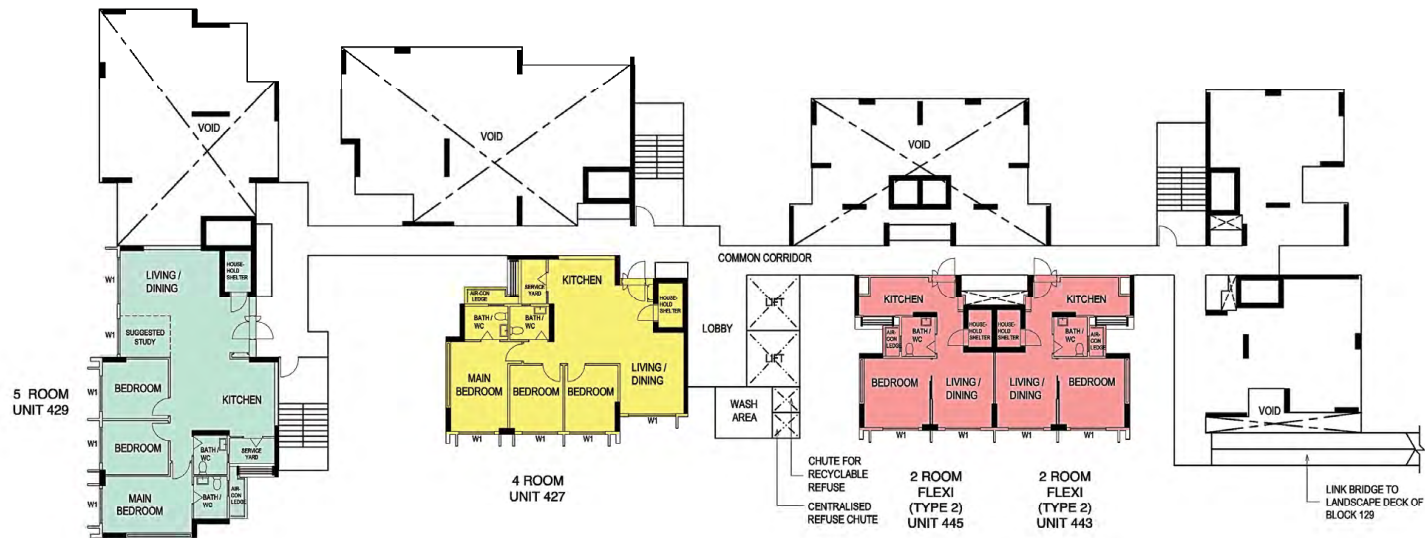 VOID
VOID
VOID
LIVING /
DINING
HOUSE-
HOLD
SHELTER
W1
W1
SUGGESTED
STUDY
BEDROOM
W1
KITCHEN
BEDROOM
W1
BATH /
WC
SERVICE
YARD
MAIN
BEDROOM
W1
BATH /
WC
AIR-
CON
LEDGE
5 ROOM
UNIT 429
KITCHEN
SERVICE
YARD
AIR-CON
LEDGE
BATH /
WC
BATH /
WC
HOUSE-
HOLD
SHELTER
MAIN
BEDROOM
BEDROOM
BEDROOM
LIVING /
DINING
W1
W1
W1
W1
4 ROOM
UNIT 427
COMMON CORRIDOR
LOBBY
LIFT
LIFT
WASH
AREA
CHUTE FOR
RECYCLABLE
REFUSE
CENTRALISED
REFUSE CHUTE
KITCHEN
AIR-
CON
LEDGE
BATH /
WC
HOUSE-
HOLD
SHELTER
BEDROOM
LIVING /
DINING
W1
W1
2 ROOM
FLEXI
(TYPE 2)
UNIT 445
KITCHEN
HOUSE-
HOLD
SHELTER
BATH /
WC
AIR-
CON
LEDGE
LIVING /
DINING
BEDROOM
W1
W1
2 ROOM
FLEXI
(TYPE 2)
UNIT 443
VOID
LINK BRIDGE TO
LANDSCAPE DECK OF
BLOCK 129